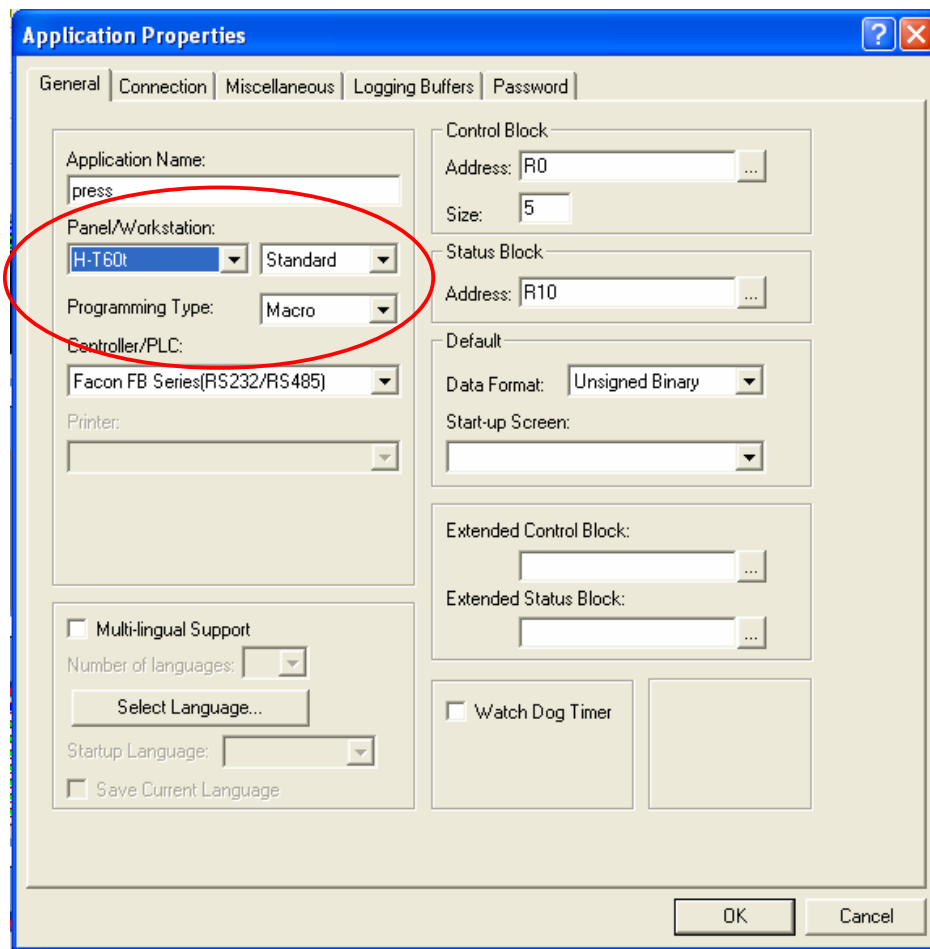 Application Properties
General Connection Miscellaneous Logging Buffers Password
Application Name:
press
Panel/Workstation:
H-T60t Standard
Programming Type: Macro
Controller/PLC:
Facon FB Series(RS232/RS485)
Printer:
Multi-lingual Support
Number of languages:
Select Language...
Startup Language:
Save Current Language
Control Block
Address: R0 ...
Size: 5
Status Block
Address: R10 ...
Default
Data Format: Unsigned Binary
Start-up Screen:
Extended Control Block:
...
Extended Status Block:
...
Watch Dog Timer
OK Cancel